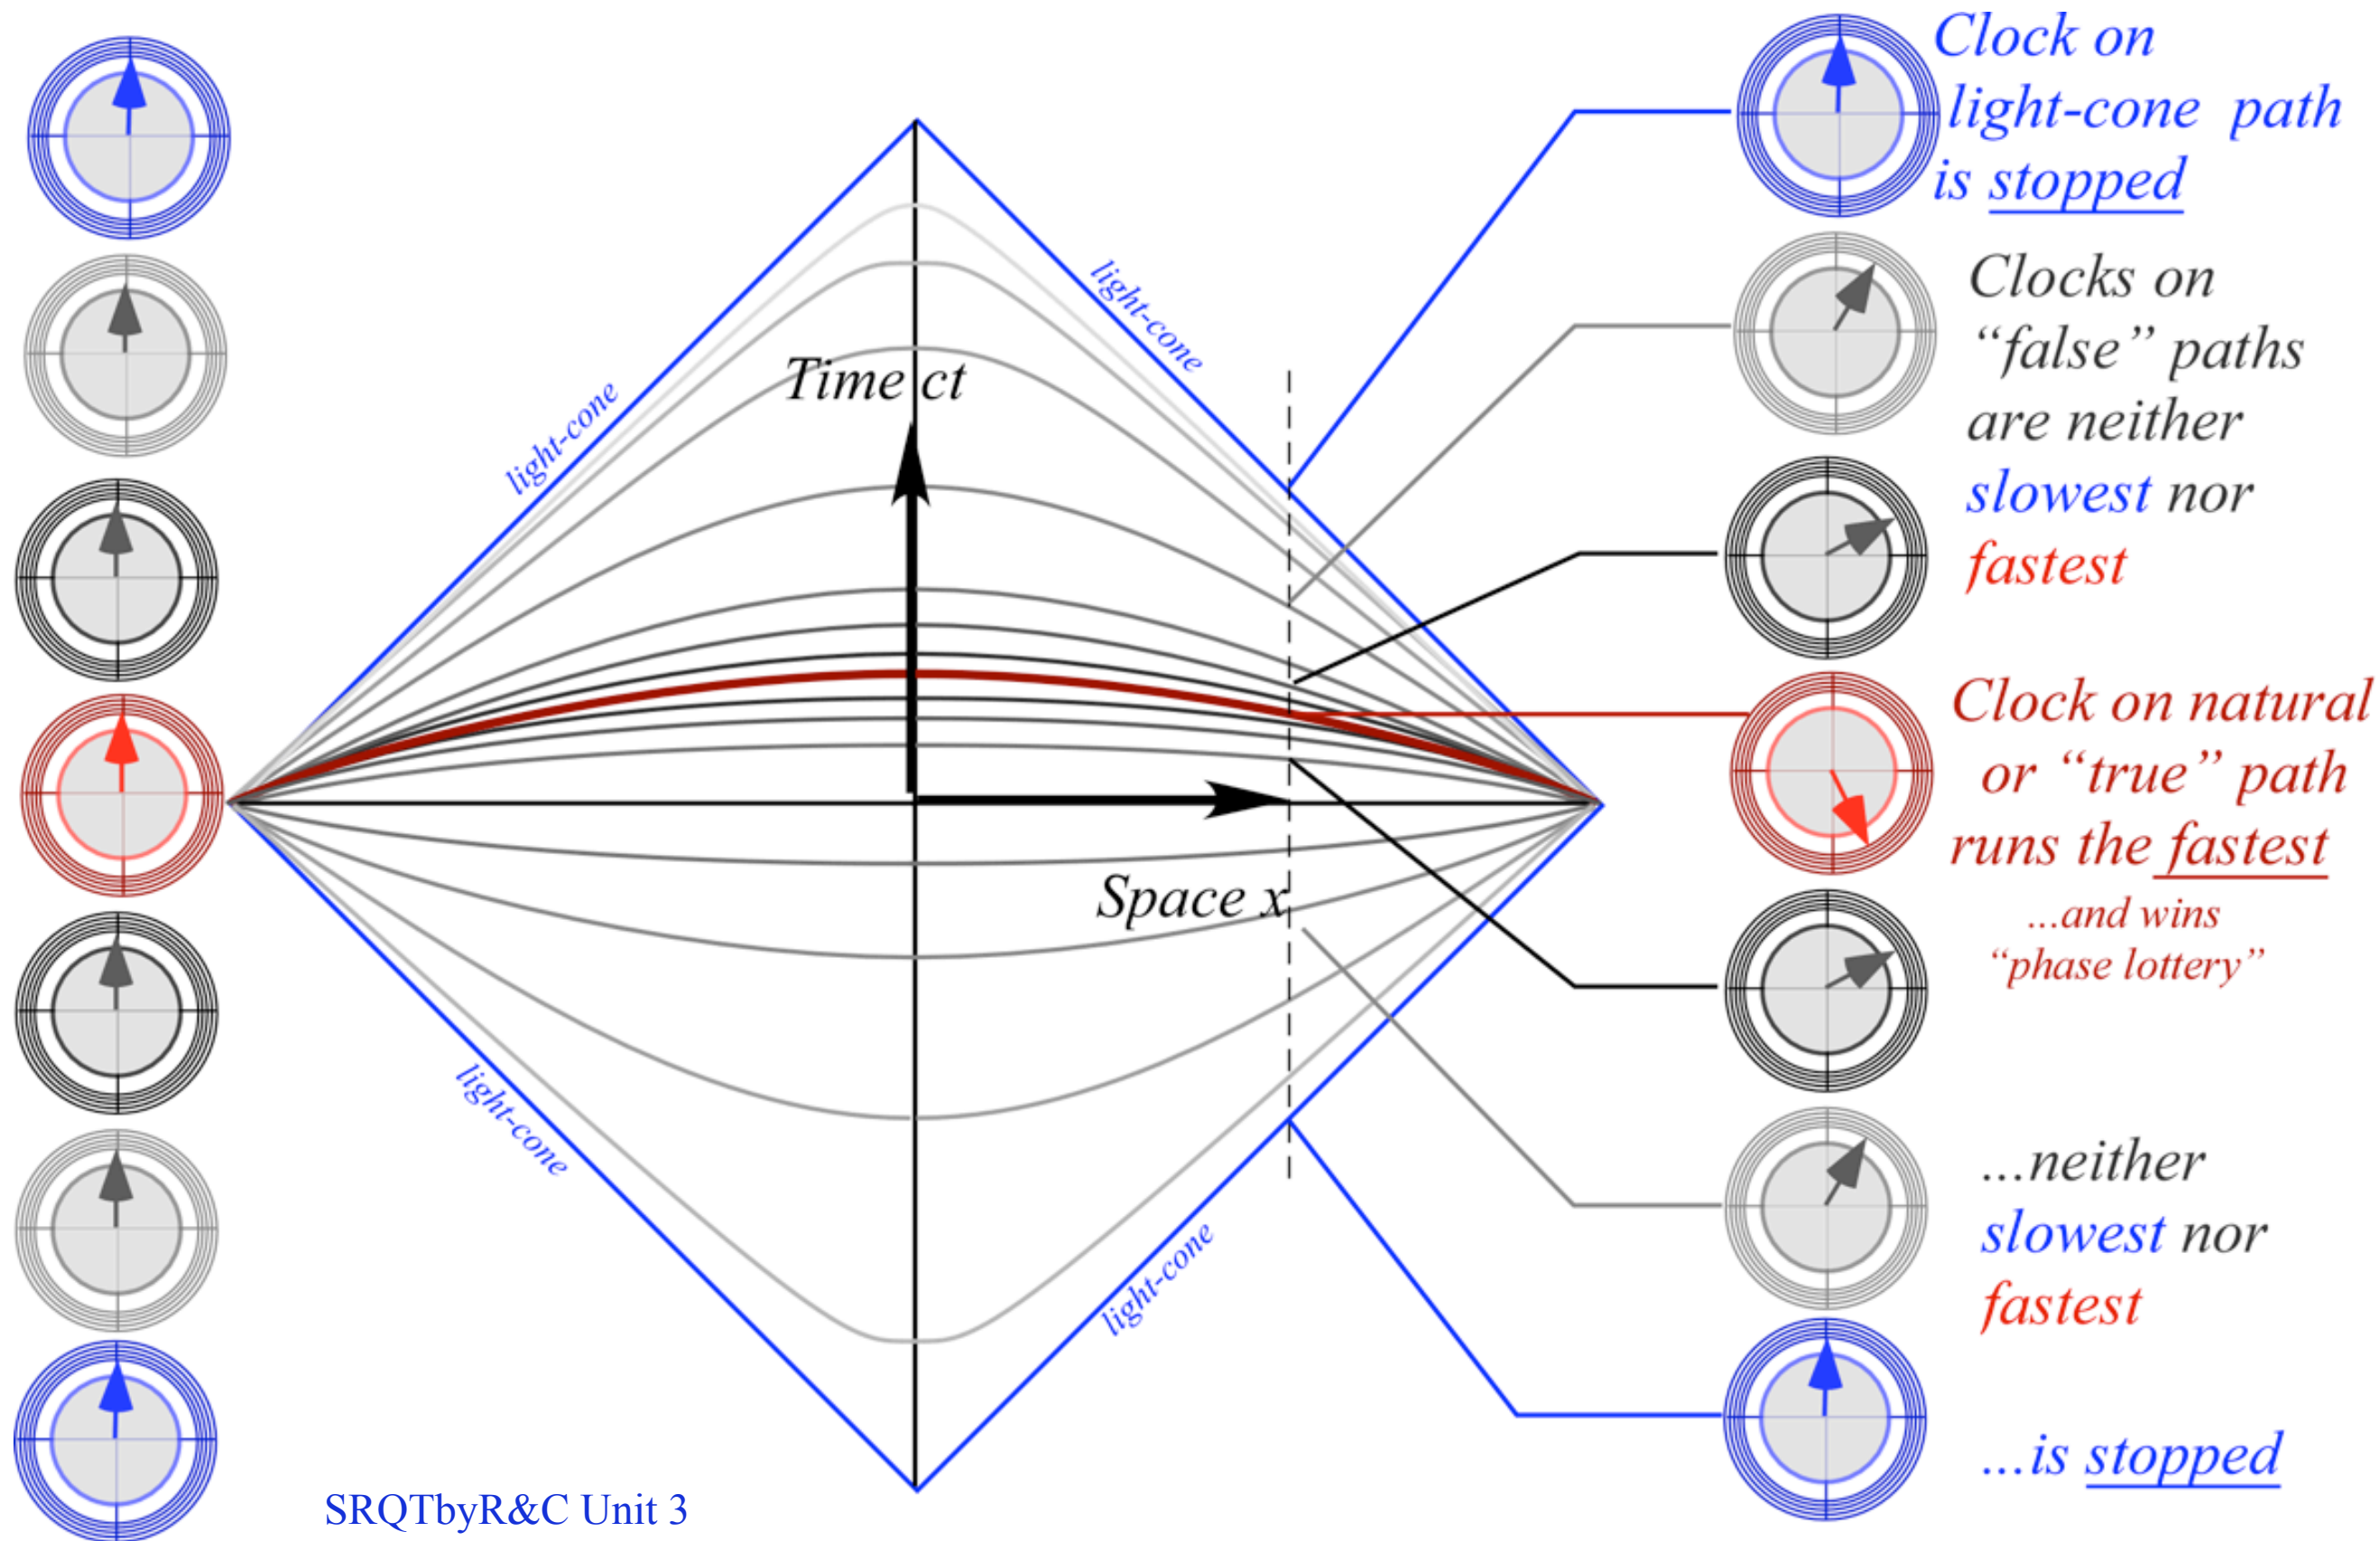 Clock on
light-cone path
is stopped
Clocks on
“false” paths
are neither
slowest nor
fastest
Clock on natural
or “true” path
runs the fastest
...and wins
“phase lottery”
...neither
slowest nor
fastest
...is stopped
light-cone
light-cone
Time ct
Space x
light-cone
light-cone
SRQTbyR&C Unit 3